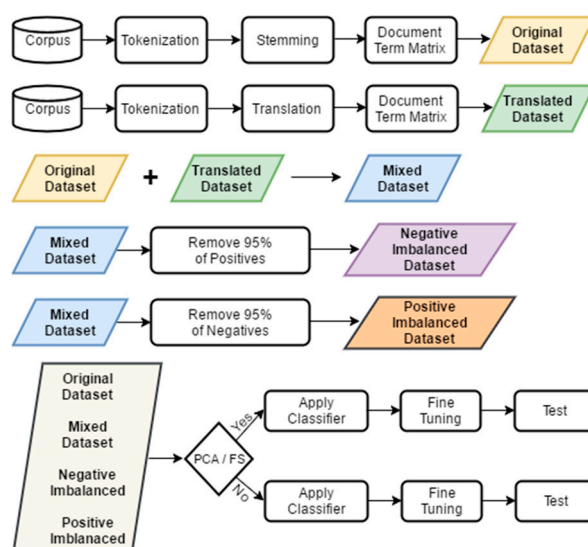 Corpus
Tokenization
Stemming
Document
Term Matrix
Original
Dataset
Corpus
Tokenization
Translation
Document
Term Matrix
Translated
Dataset
Original
Dataset
+
Translated
Dataset
Mixed
Dataset
Mixed
Dataset
Remove 95%
of Positives
Negative
Imbalanced
Dataset
Mixed
Dataset
Remove 95%
of Negatives
Positive
Imbalanced
Dataset
Original
Dataset
Mixed
Dataset
Negative
Imbalanced
Positive
Imblanaced
PCA / FS
Yes
Apply
Classifier
Fine
Tuning
Test
No
Apply
Classifier
Fine
Tuning
Test